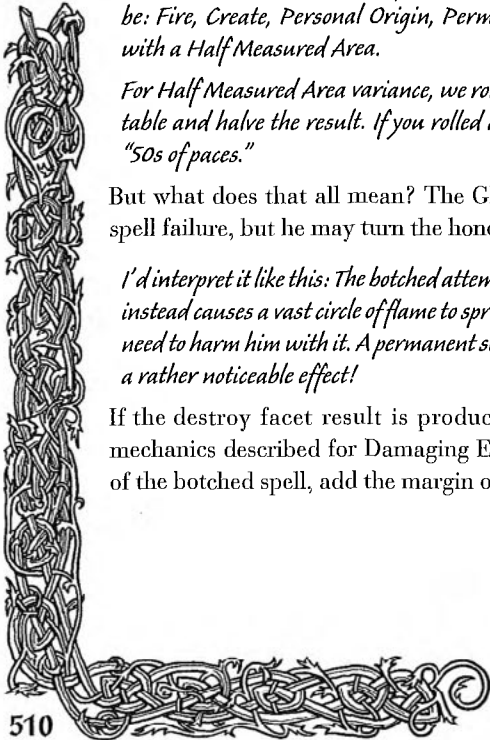 be: Fire, Create, Personal Origin, Perm
with a Half Measured Area.
For Half Measured Area variance, we ro
table and halve the result. If you rolled
"50s of paces."
But what does that all mean? The G
spell failure, but he may turn the hono
I'd interpret it like this: The botched attem
instead causes a vast circle of flame to spr
need to harm him with it. A permanent s
a rather noticeable effect!
If the destroy facet result is produc
mechanics described for Damaging E
of the botched spell, add the margin o
510